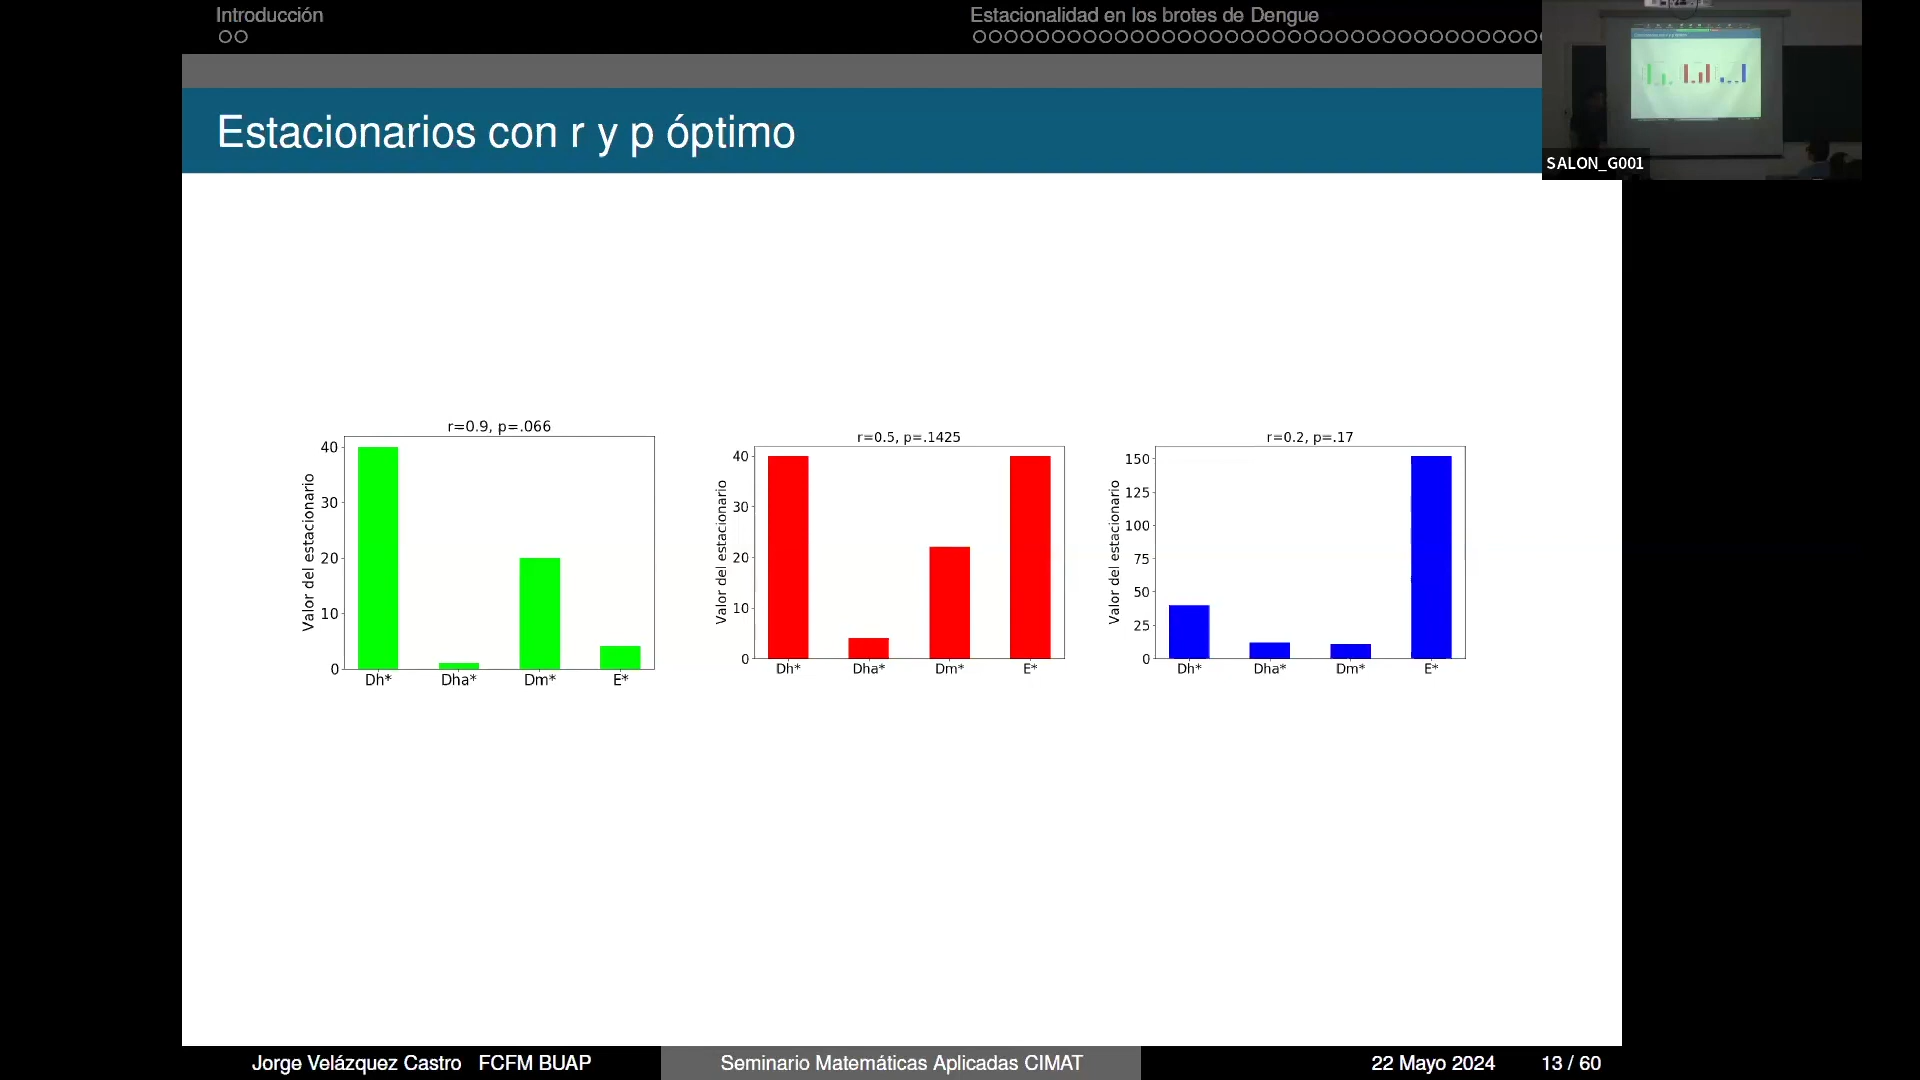 Introducción
Estacionalidad en los brotes de Dengue
Estacionarios con r y p óptimo
SALON_G001
r=0.9, p=.066
Valor del estacionario
40
30
20
10
0
Dh* Dha* Dm* E*
r=0.5, p=.1425
Valor del estacionario
40
30
20
10
0
Dh* Dha* Dm* E*
r=0.2, p=.17
Valor del estacionario
150
125
100
75
50
25
0
Dh* Dha* Dm* E*
Jorge Velázquez Castro FCFM BUAP
Seminario Matemáticas Aplicadas CIMAT
22 Mayo 2024
13 / 60